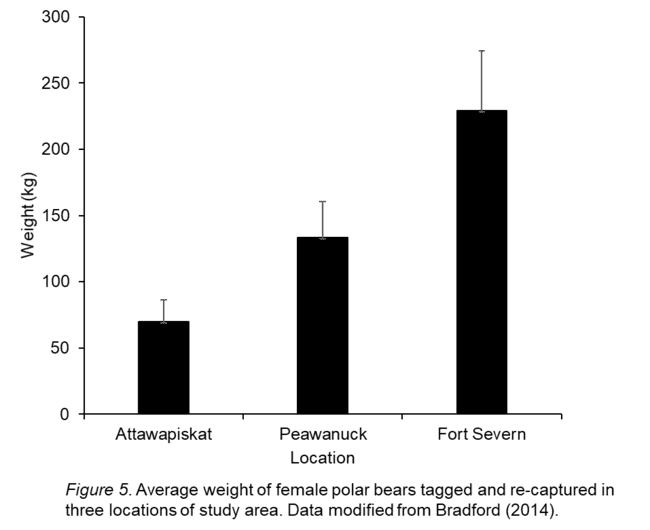 300
250
200
150
100
50
0
Weight (kg)
Attawapiskat Peawanuck Fort Severn
Location
Figure 5. Average weight of female polar bears tagged and re-captured in
three locations of study area. Data modified from Bradford (2014).